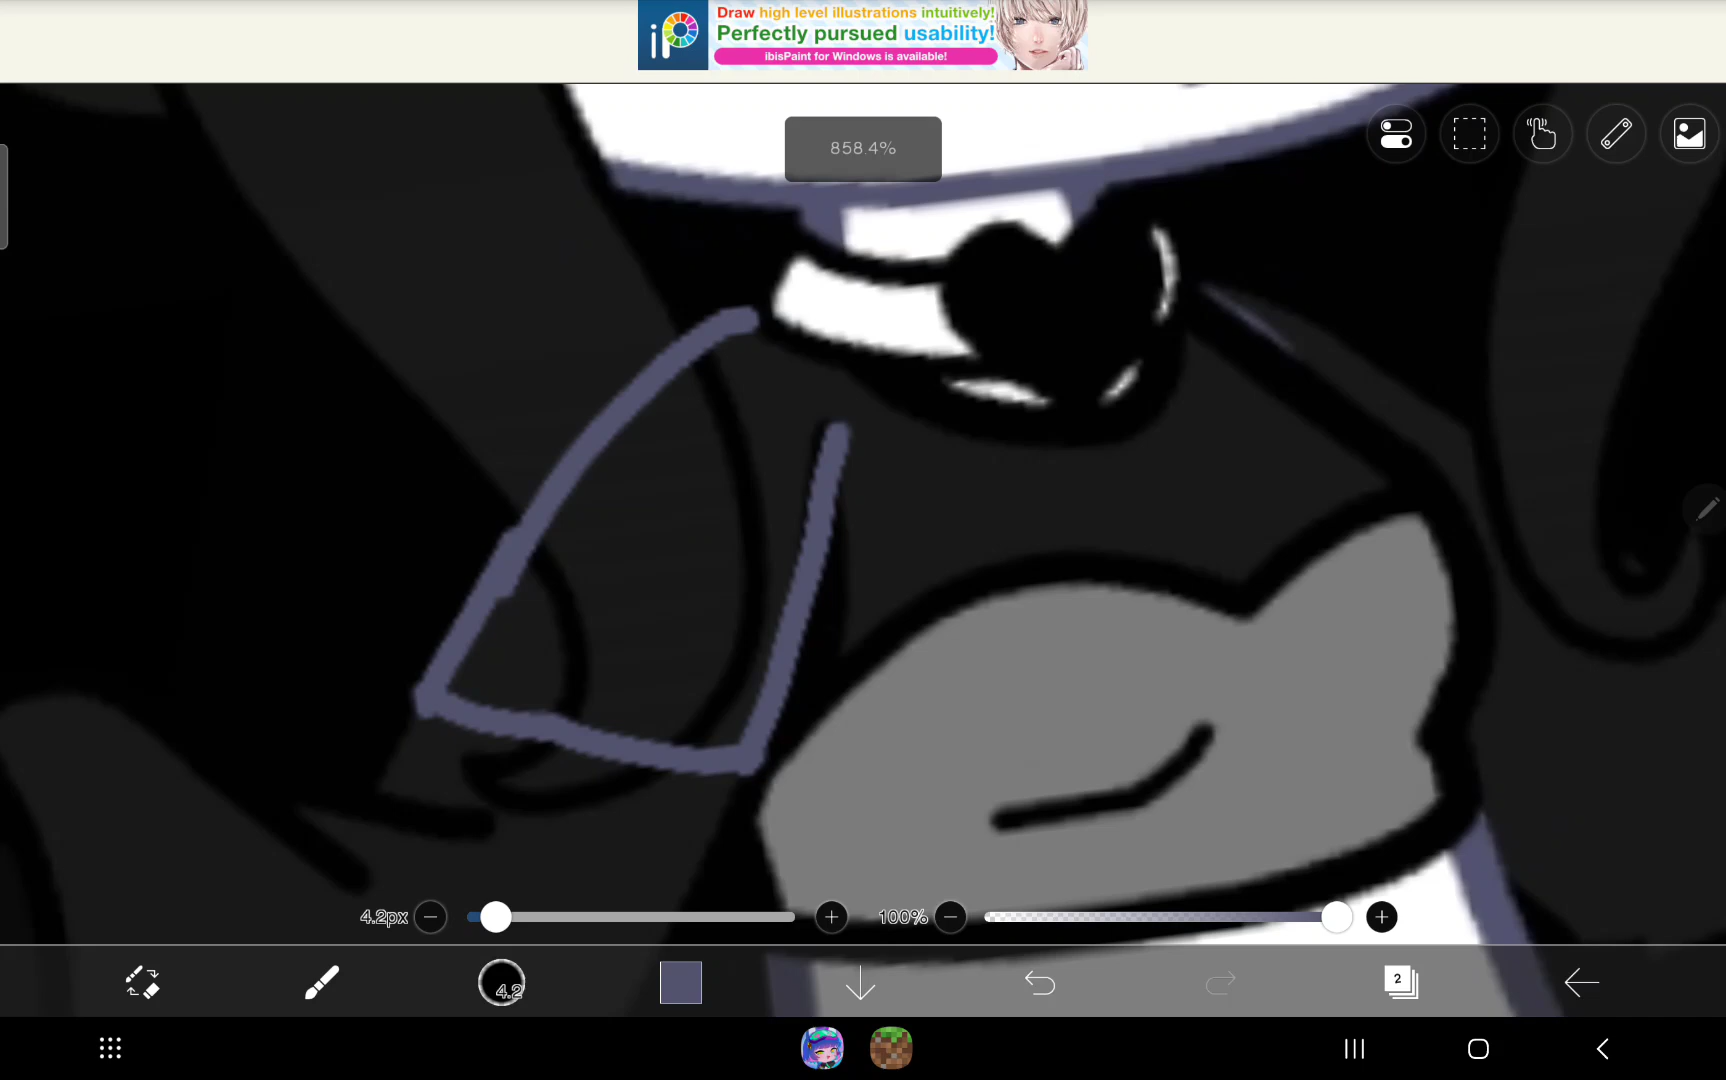 iP
Draw high level illustrations intuitively!
Perfectly pursued usability!
ibisPaint for Windows is available!
858.4%
4.2px
100%
4.2
2